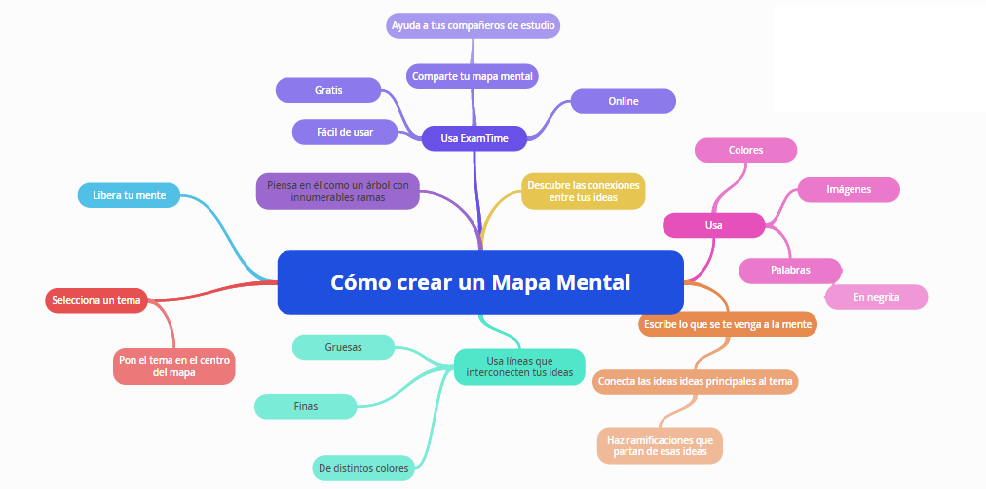 Ayuda a tus compañeros de estudio
Comparte tu mapa mental
Gratis
Online
Fácil de usar
Usa ExamTime
Colores
Piensa en él como un árbol con
innumerables ramas
Descubre las conexiones
entre tus ideas
Imágenes
Libera tu mente
Usa
Palabras
Cómo crear un Mapa Mental
En negrita
Selecciona un tema
Escribe lo que se te venga a la mente
Gruesas
Pon el tema en el centro
del mapa
Usa líneas que
interconecten tus ideas
Conecta las ideas ideas principales al tema
Finas
Haz ramificaciones que
partan de esas ideas
De distintos colores